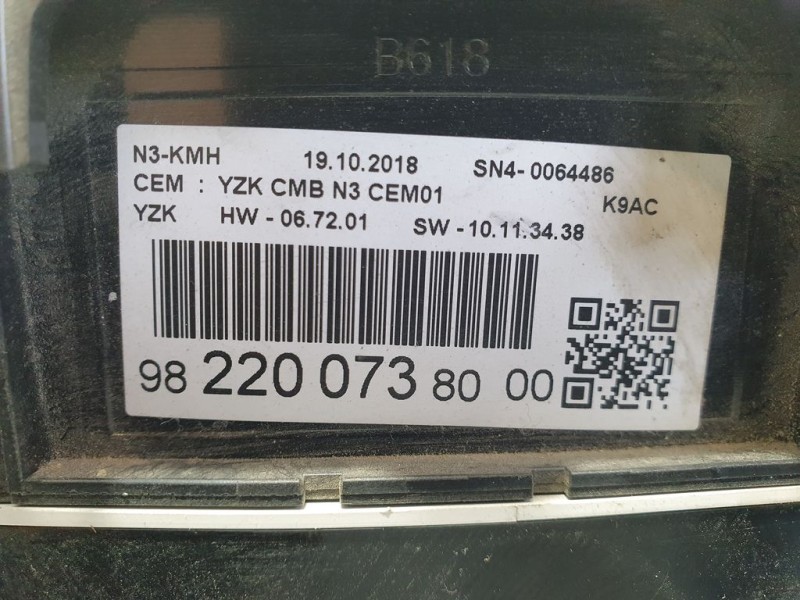 B618
N3-KMH 19.10.2018 SN4- 0064486
CEM : YZK CMB N3 CEM01 K9AC
YZK HW - 06.72.01 SW - 10.11.34.38
98 220 073 80 00